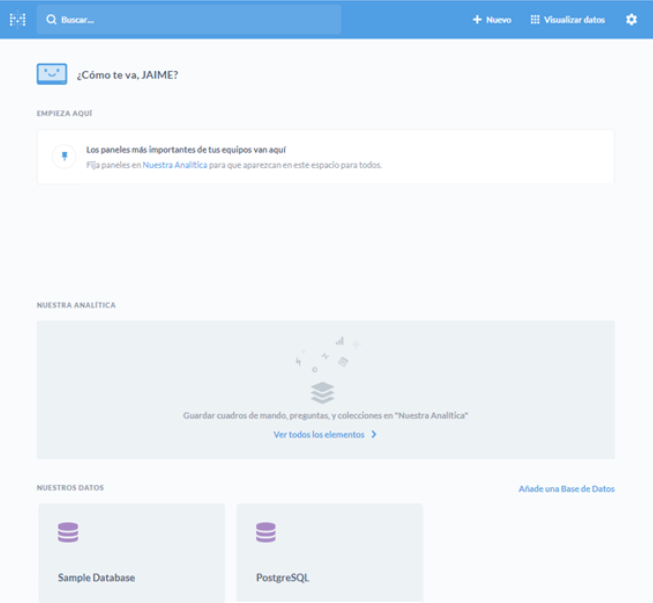 Buscar...
+ Nuevo
Visualizar datos
¿Cómo te va, JAIME?
EMPIEZA AQUÍ
Los paneles más importantes de tus equipos van aquí
Fija paneles en Nuestra Analítica para que aparezcan en este espacio para todos.
NUESTRA ANALÍTICA
Guardar cuadros de mando, preguntas, y colecciones en "Nuestra Analítica"
Ver todos los elementos
NUESTROS DATOS
Añade una Base de Datos
Sample Database
PostgreSQL